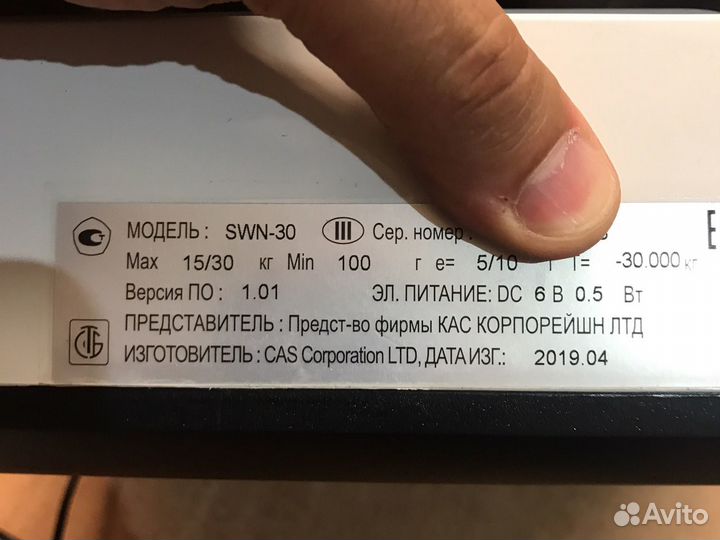 МОДЕЛЬ : SWN-30 III Сер. номер :
Max 15/30 кг Min 100 г e= 5/10 г T= -30.000 кг
Версия ПО : 1.01 ЭЛ. ПИТАНИЕ: DC 6 В 0.5 Вт
ПРЕДСТАВИТЕЛЬ : Предст-во фирмы КАС КОРПОРЕЙШН ЛТД
ИЗГОТОВИТЕЛЬ : CAS Corporation LTD, ДАТА ИЗГ.: 2019.04
Avito